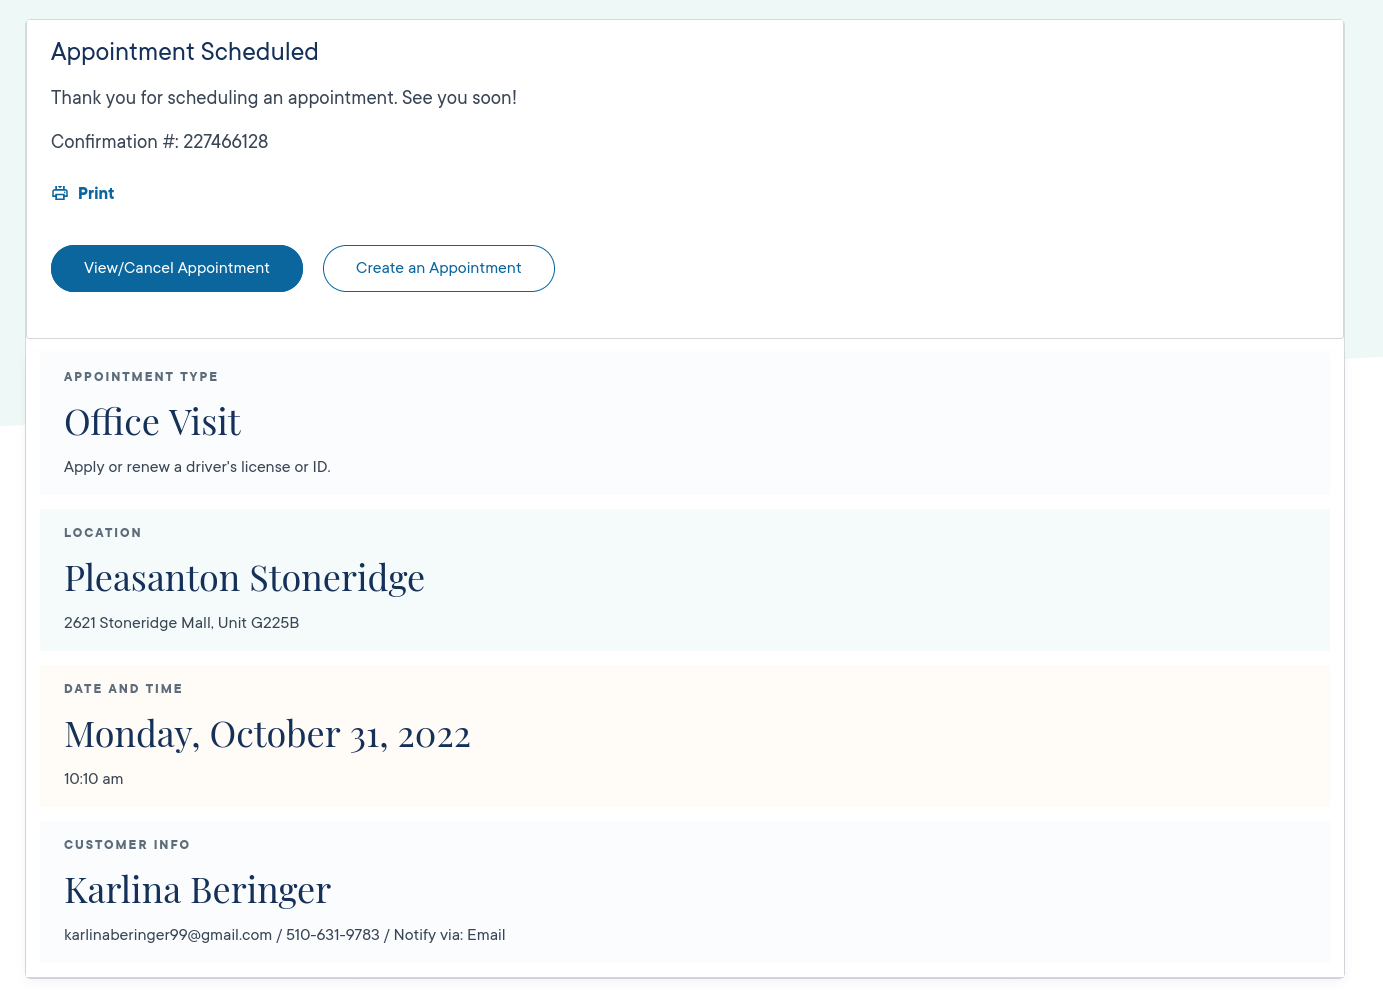 Appointment Scheduled
Thank you for scheduling an appointment. See you soon!
Confirmation #: 227466128
Print
View/Cancel Appointment
Create an Appointment
APPOINTMENT TYPE
Office Visit
Apply or renew a driver's license or ID.
LOCATION
Pleasanton Stoneridge
2621 Stoneridge Mall, Unit G225B
DATE AND TIME
Monday, October 31, 2022
10:10 am
CUSTOMER INFO
Karlina Beringer
karlinaberinger99@gmail.com / 510-631-9783 / Notify via: Email